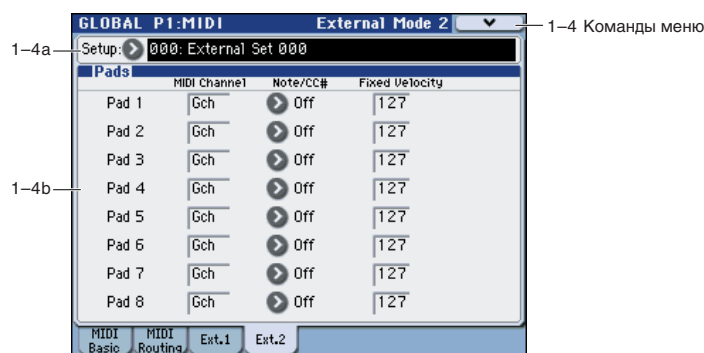 GLOBAL P1:MIDI External Mode 2
1–4 Команды меню
1–4a
Setup: 000: External Set 000
Pads
MIDI Channel Note/CC# Fixed Velocity
Pad 1 Gch Off 127
Pad 2 Gch Off 127
Pad 3 Gch Off 127
1–4b
Pad 4 Gch Off 127
Pad 5 Gch Off 127
Pad 6 Gch Off 127
Pad 7 Gch Off 127
Pad 8 Gch Off 127
MIDI Basic MIDI Routing Ext.1 Ext.2